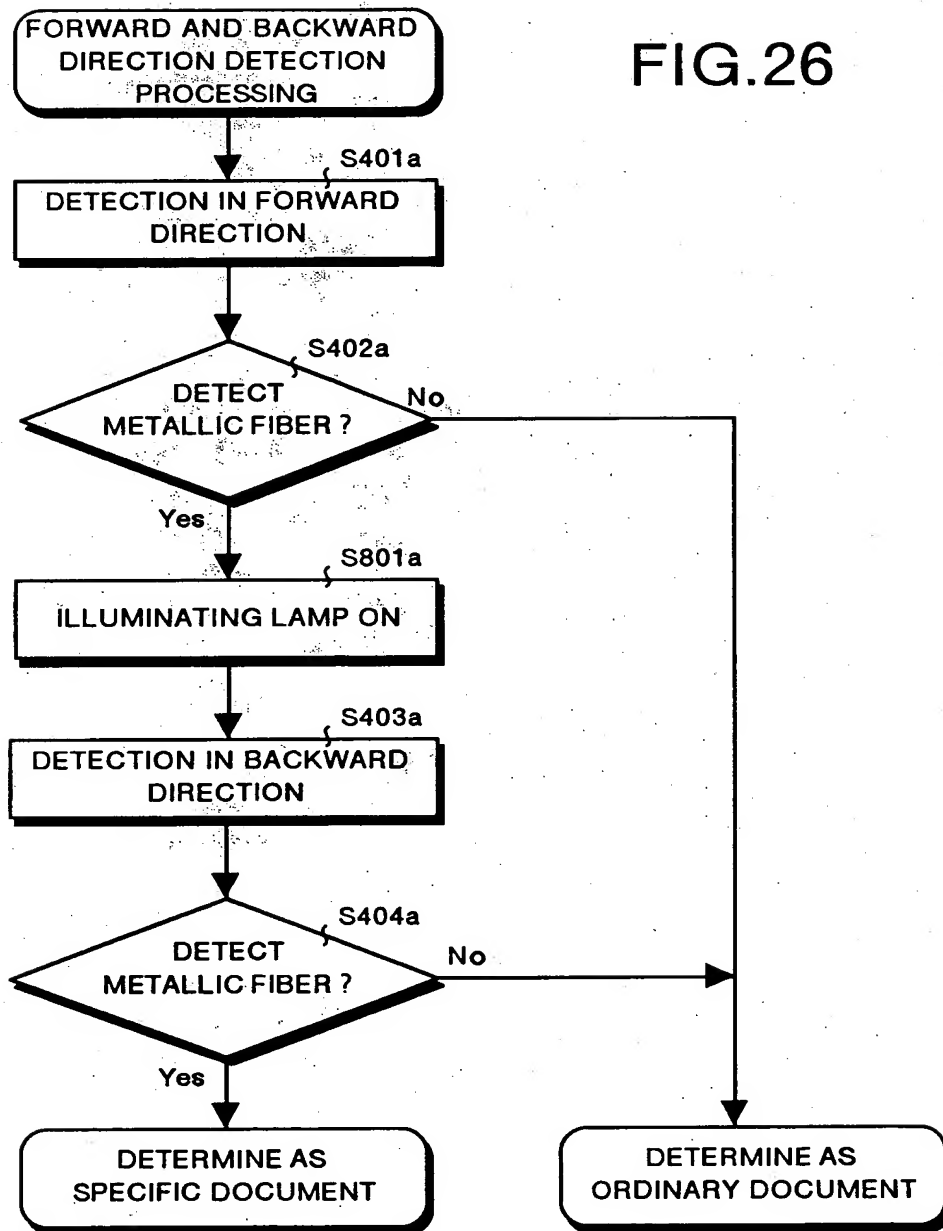 FIG.26
FORWARD AND BACKWARD
DIRECTION DETECTION
PROCESSING
S401a
DETECTION IN FORWARD
DIRECTION
S402a
DETECT
METALLIC FIBER ?
No
Yes
S801a
ILLUMINATING LAMP ON
S403a
DETECTION IN BACKWARD
DIRECTION
S404a
DETECT
METALLIC FIBER ?
No
Yes
DETERMINE AS
SPECIFIC DOCUMENT
DETERMINE AS
ORDINARY DOCUMENT